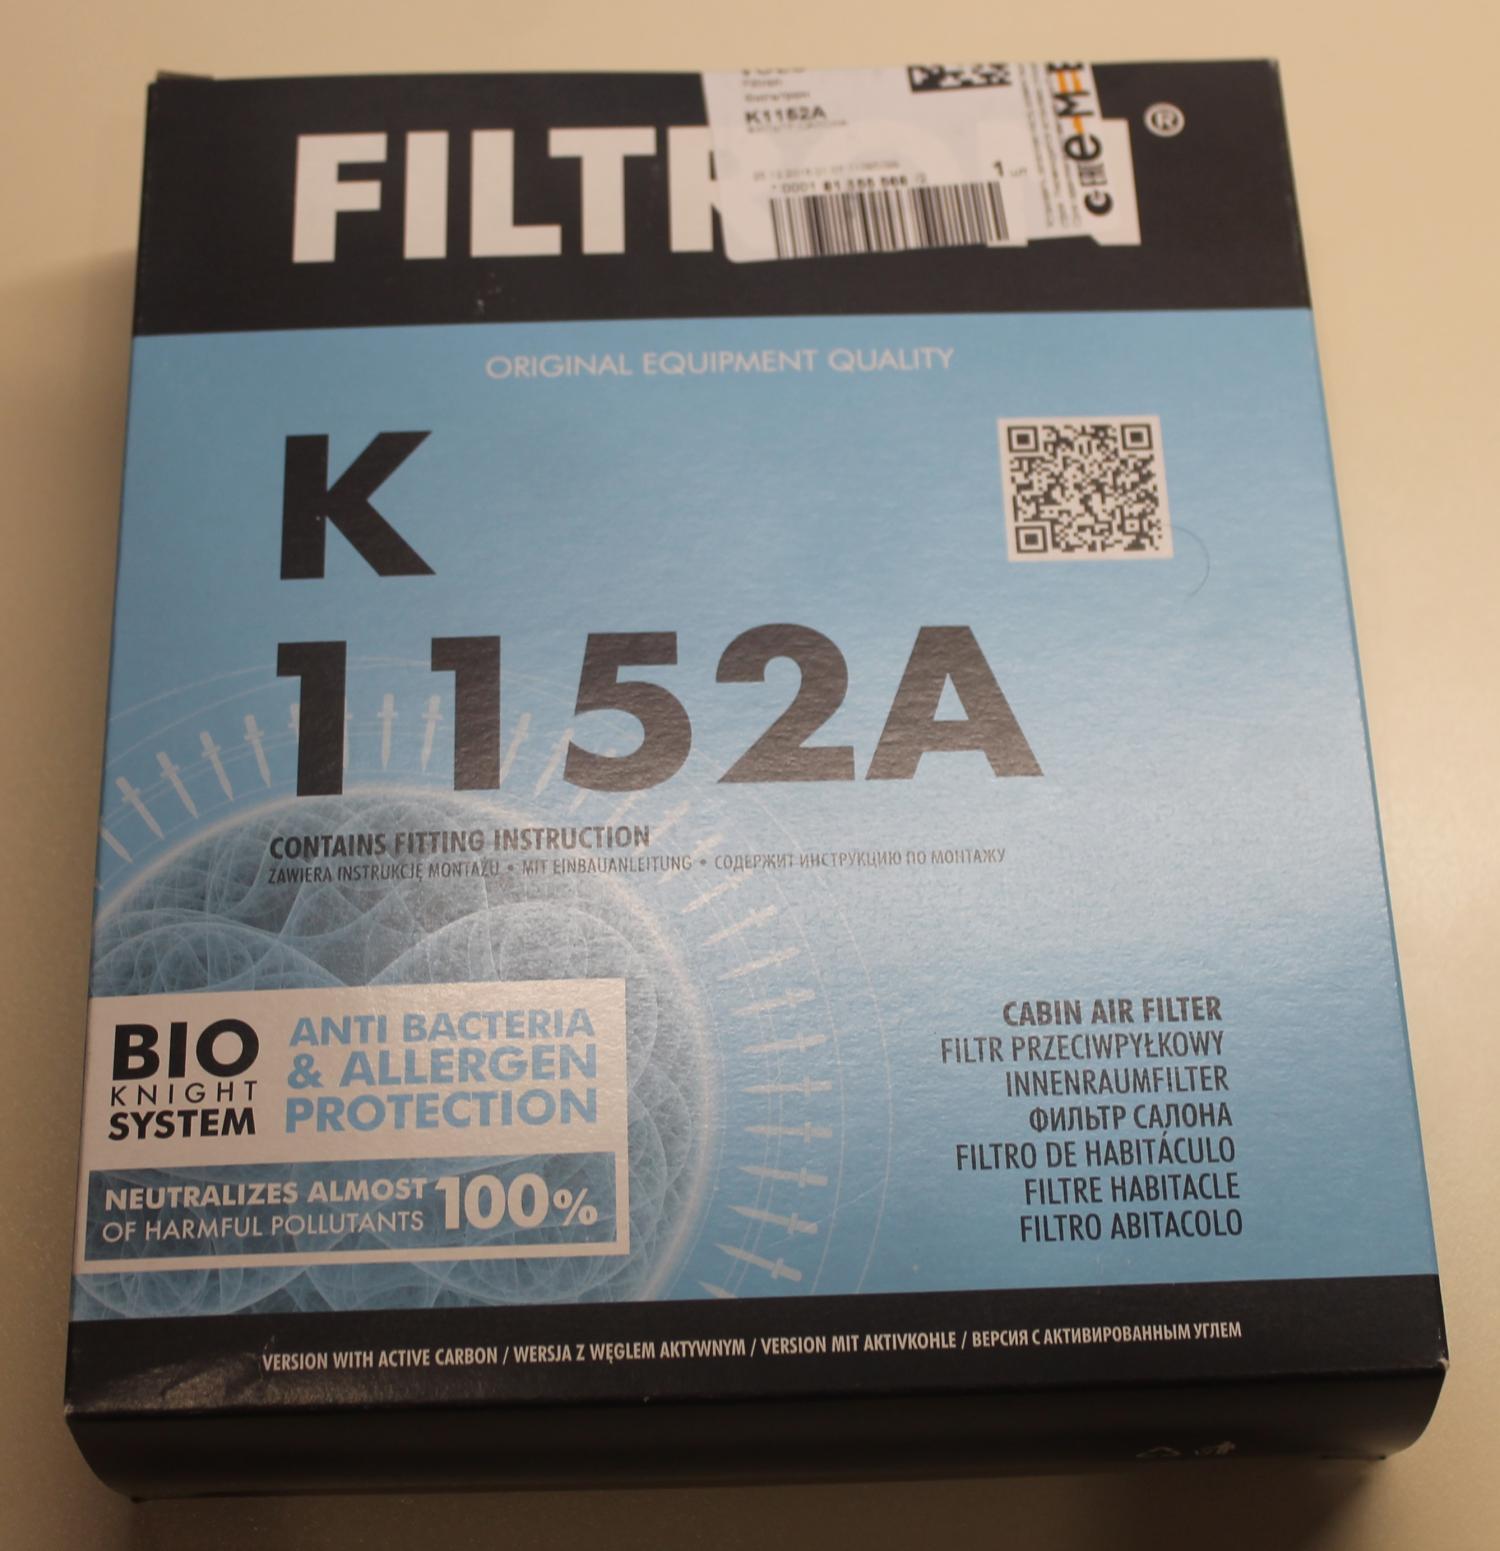 FILTRON®
K1152A
1 шт
e-ME
ORIGINAL EQUIPMENT QUALITY
K
1152A
CONTAINS FITTING INSTRUCTION
ZAWIERA INSTRUKCJĘ MONTAŻU • MIT EINBAUANLEITUNG • СОДЕРЖИТ ИНСТРУКЦИЮ ПО МОНТАЖУ
BIO
KNIGHT
SYSTEM
ANTI BACTERIA
& ALLERGEN
PROTECTION
NEUTRALIZES ALMOST
OF HARMFUL POLLUTANTS
100%
CABIN AIR FILTER
FILTR PRZECIWPYŁKOWY
INNENRAUMFILTER
ФИЛЬТР САЛОНА
FILTRO DE HABITÁCULO
FILTRE HABITACLE
FILTRO ABITACOLO
VERSION WITH ACTIVE CARBON / WERSJA Z WĘGLEM AKTYWNYM / VERSION MIT AKTIVKOHLE / ВЕРСИЯ С АКТИВИРОВАННЫМ УГЛЕМ